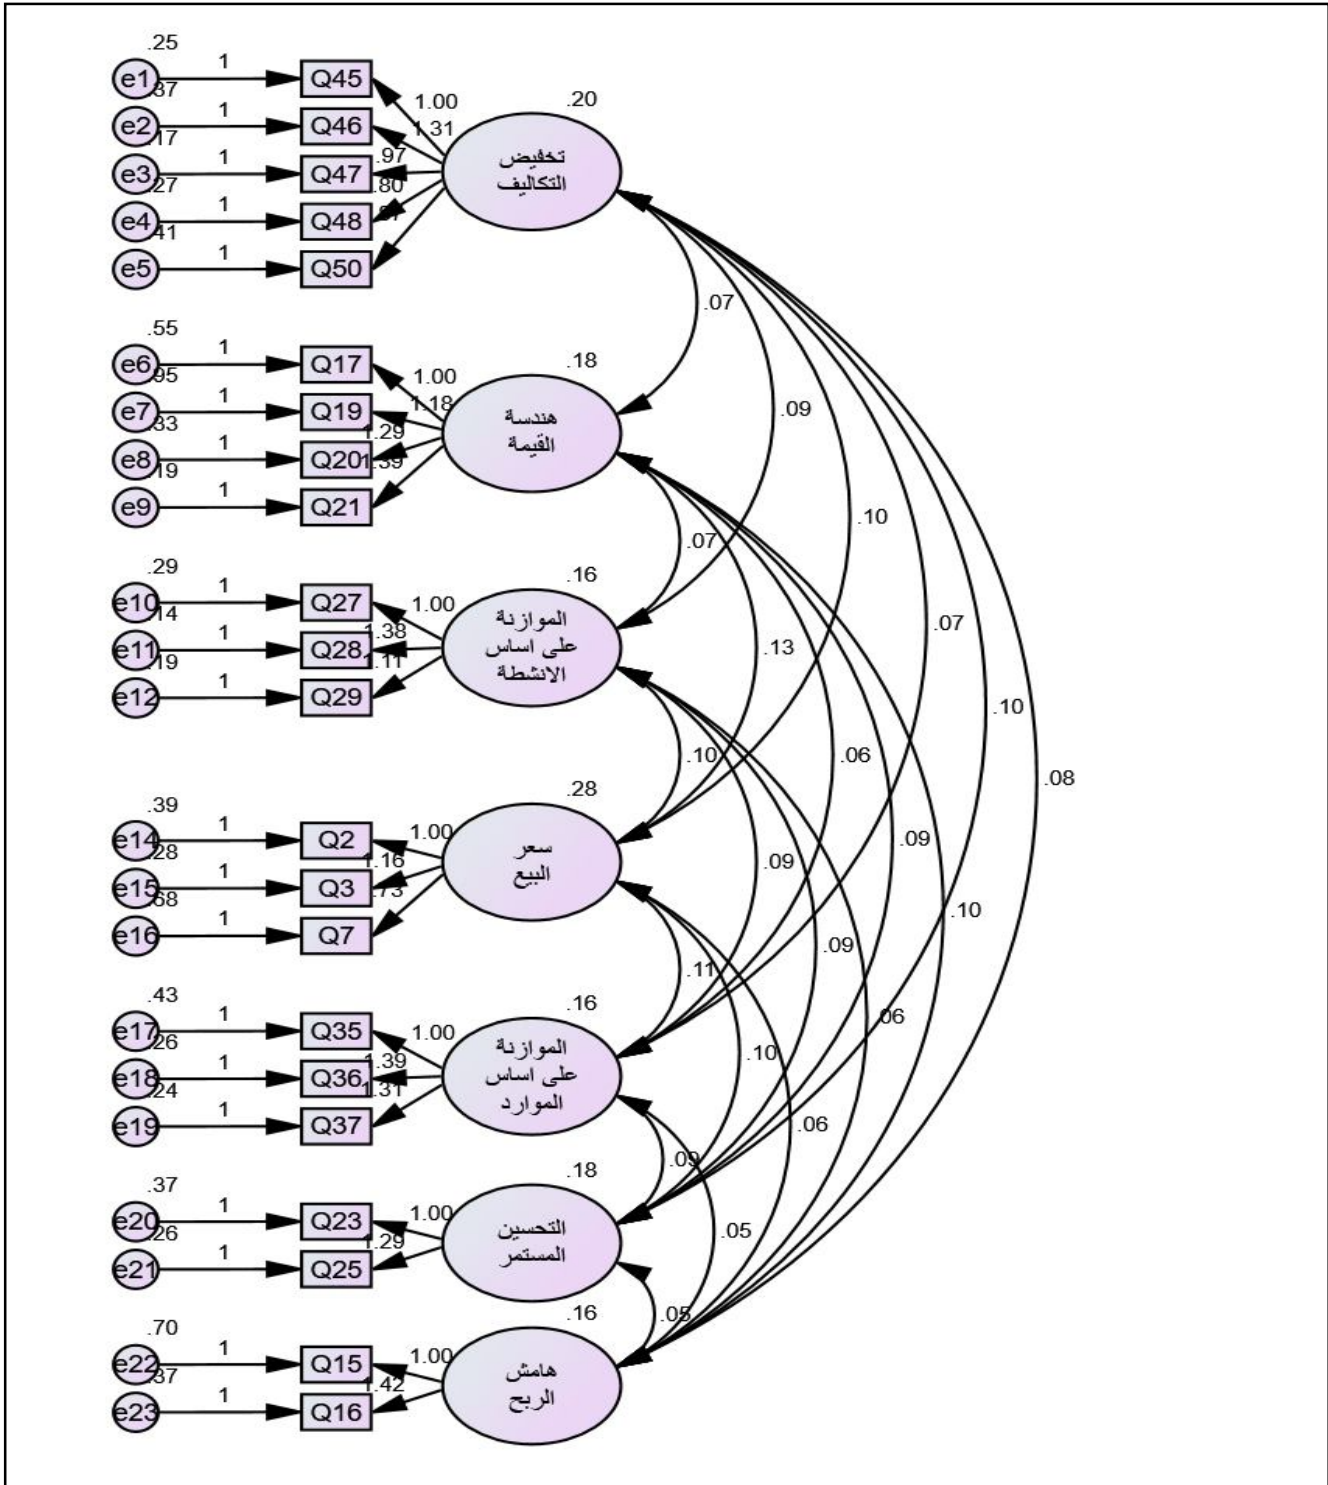 .25
e1
1
Q45
.37
e2
1
Q46
.17
e3
1
Q47
.27
e4
1
Q48
.41
e5
1
Q50
1.00
1.31
.97
.80
.20
تخفيض
التكاليف
.55
e6
1
Q17
.95
e7
1
Q19
.33
e8
1
Q20
.19
e9
1
Q21
1.00
1.18
1.29
1.39
.18
هندسة
القيمة
.29
e10
1
Q27
.14
e11
1
Q28
.19
e12
1
Q29
1.00
1.38
1.11
.16
الموازنة
على اساس
الانشطة
.39
e14
1
Q2
.28
e15
1
Q3
.68
e16
1
Q7
1.00
1.16
.73
.28
سعر
البيع
.43
e17
1
Q35
.26
e18
1
Q36
.24
e19
1
Q37
1.00
1.39
1.31
.16
الموازنة
على اساس
الموارد
.37
e20
1
Q23
.26
e21
1
Q25
1.00
1.29
.18
التحسين
المستمر
.70
e22
1
Q15
.37
e23
1
Q16
1.00
1.42
.16
هامش
الربح
.07
.09
.10
.07
.10
.08
.07
.13
.06
.09
.10
.10
.09
.09
.06
.11
.10
.06
.09
.05
.05